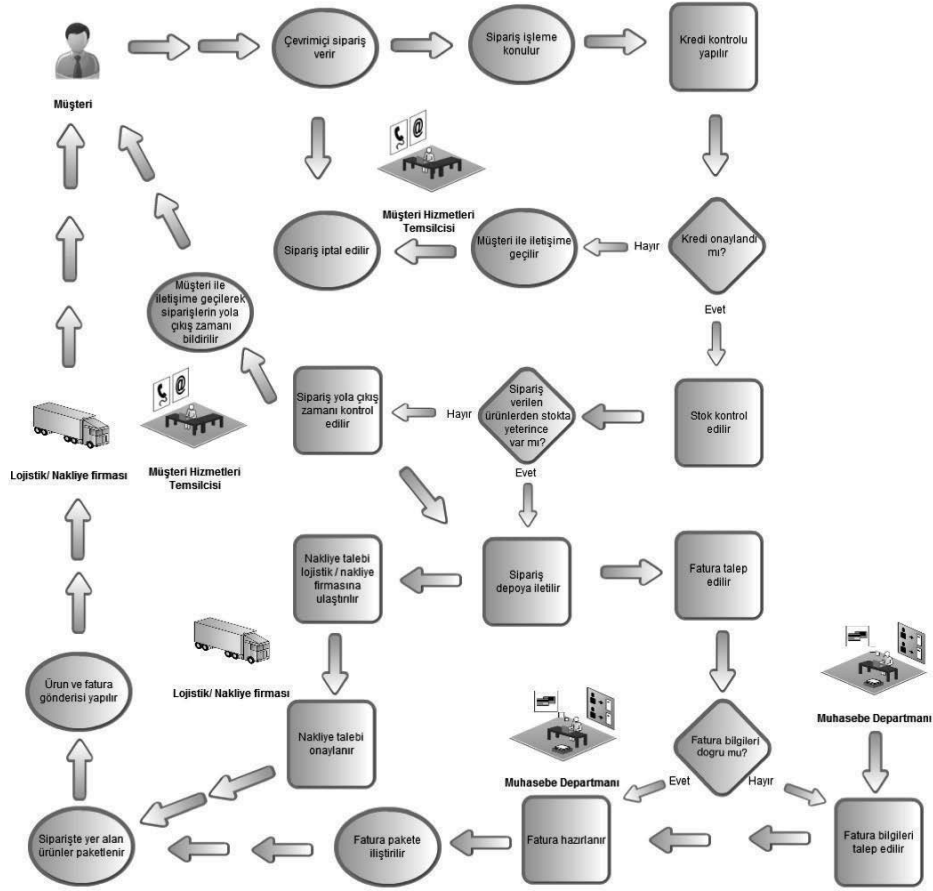 Müşteri
Çevrimiçi sipariş
verir
Sipariş işleme
konulur
Kredi kontrolu
yapılır
Müşteri Hizmetleri
Temsilcisi
Sipariş iptal edilir
Müşteri ile iletişime
geçilir
Hayır
Kredi onaylandi
mı?
Evet
Müşteri ile
iletişime geçilerek
siparişlerin yola
çıkış zamanı
bildirilir
Sipariş yola çıkış
zamanı kontrol
edilir
Hayır
Sipariş
verilen
ürünlerden stokta
yeterince
var mı?
Stok kontrol
edilir
Evet
Lojistik/ Nakliye firması
Müşteri Hizmetleri
Temsilcisi
Nakliye talebi
lojistik / nakliye
firmasına
ulaştırılır
Sipariş
depoya iletilir
Fatura talep
edilir
Lojistik/ Nakliye firması
Ürun ve fatura
gönderisi yapılır
Nakliye talebi
onaylanır
Muhasebe Departmanı
Fatura bilgileri
dogru mu?
Muhasebe Departmanı
Evet
Hayır
Siparişte yer alan
ürünler paketlenir
Fatura pakete
iliştirilir
Fatura hazırlanır
Fatura bilgileri
talep edilir